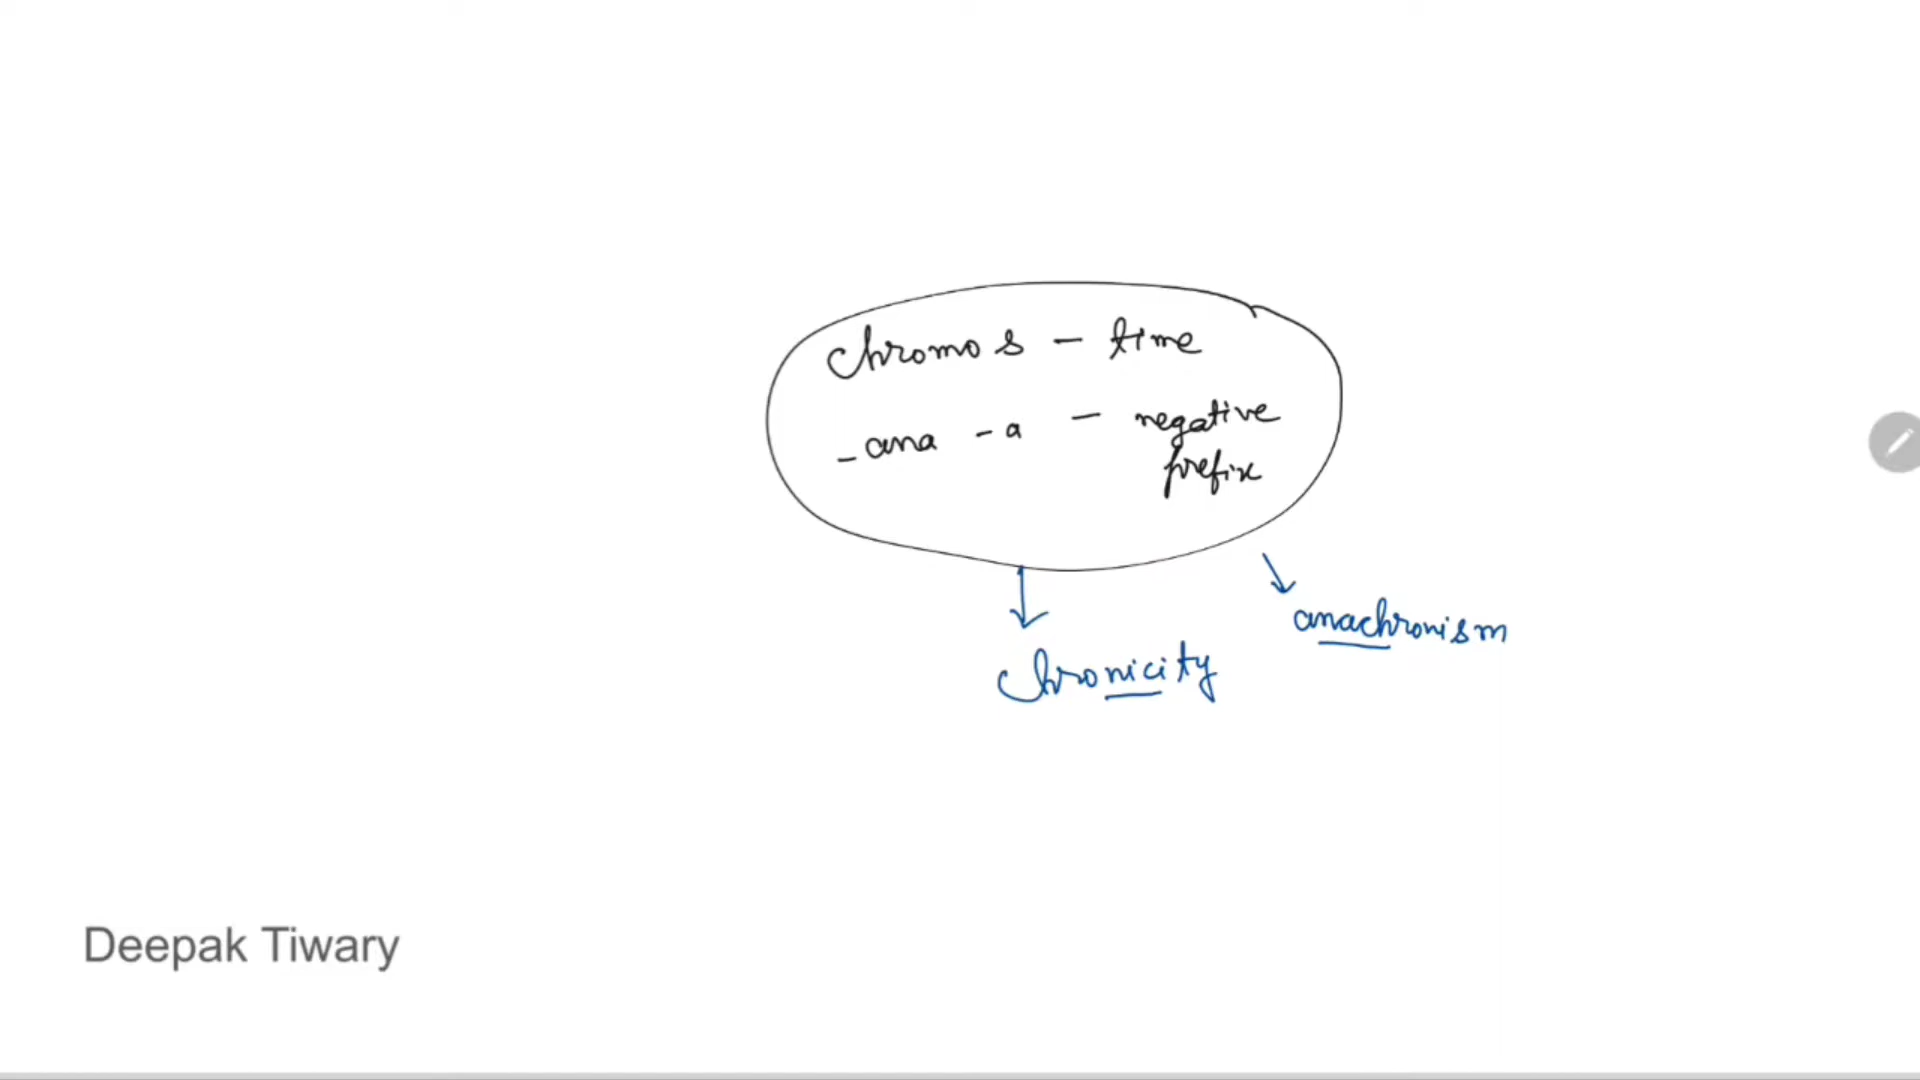 chromos - time
- ana - a - negative
prefix
anachronism
chronicity
Deepak Tiwary